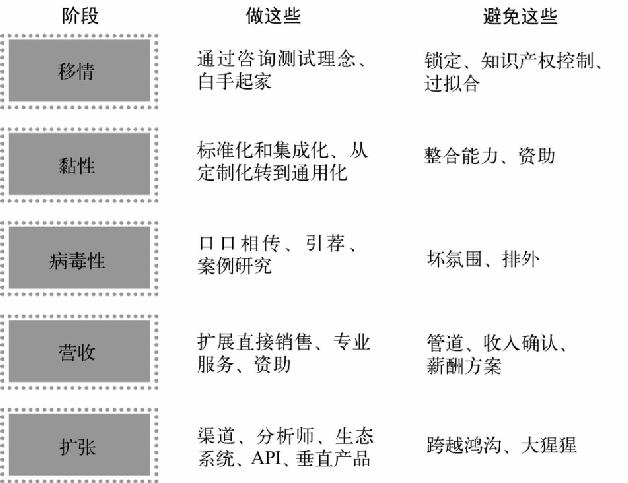 阶段 做这些 避免这些
移情
通过咨询测试理念、
白手起家
锁定、知识产权控制、
过拟合
黏性
标准化和集成化、从
定制化转到通用化
整合能力、资助
病毒性
口口相传、引荐、
案例研究
坏氛围、排外
营收
扩展直接销售、专业
服务、资助
管道、收入确认、
薪酬方案
扩张
渠道、分析师、生态
系统、API、垂直产品
跨越鸿沟、大猩猩